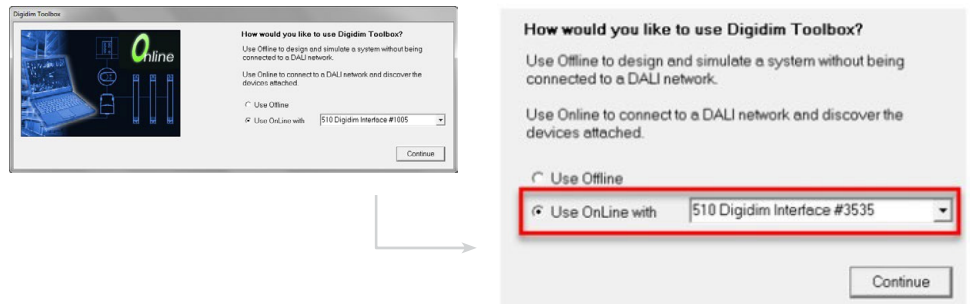 Digidim Toolbox
Online
How would you like to use Digidim Toolbox?
Use Offline to design and simulate a system without being
connected to a DALI network.
Use Online to connect to a DALI network and discover the
devices attached.
Use Offline
Use OnLine with 510 Digidim Interface #1005
Continue
How would you like to use Digidim Toolbox?
Use Offline to design and simulate a system without being
connected to a DALI network.
Use Online to connect to a DALI network and discover the
devices attached.
Use Offline
Use OnLine with 510 Digidim Interface #3535
Continue